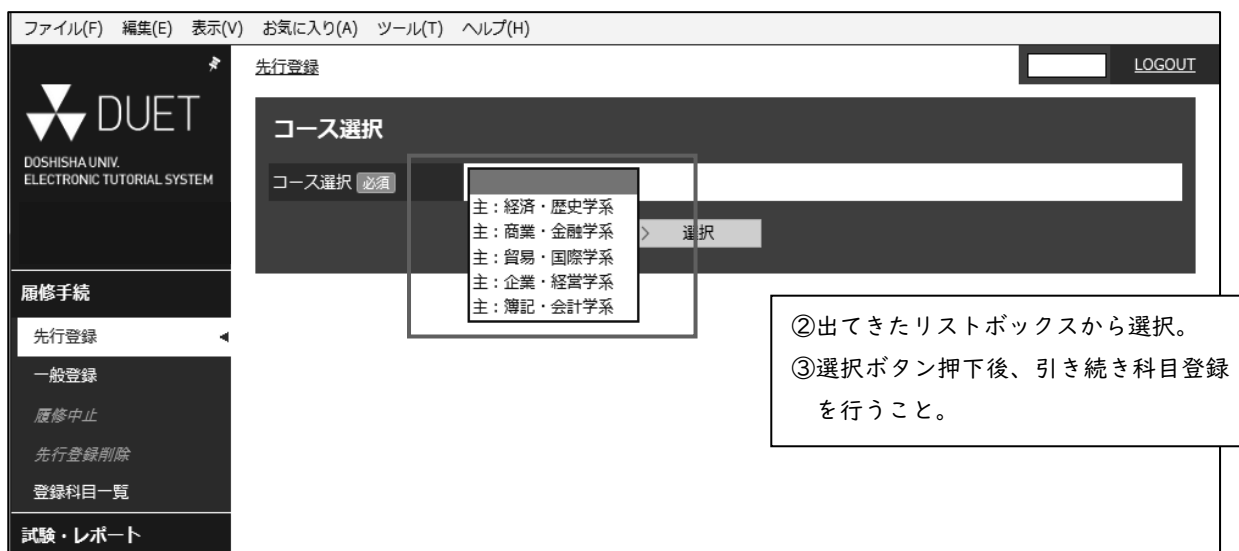 ファイル(F) 編集(E) 表示(V) お気に入り(A) ツール(T) ヘルプ(H)
先行登録
LOGOUT
DUET
DOSHISHA UNIV.
ELECTRONIC TUTORIAL SYSTEM
コース選択
コース選択 必須
主：経済・歴史学系
主：商業・金融学系
主：貿易・国際学系
主：企業・経営学系
主：簿記・会計学系
選択
履修手続
先行登録
一般登録
履修中止
先行登録削除
登録科目一覧
試験・レポート
②出てきたリストボックスから選択。
③選択ボタン押下後、引き続き科目登録
を行うこと。